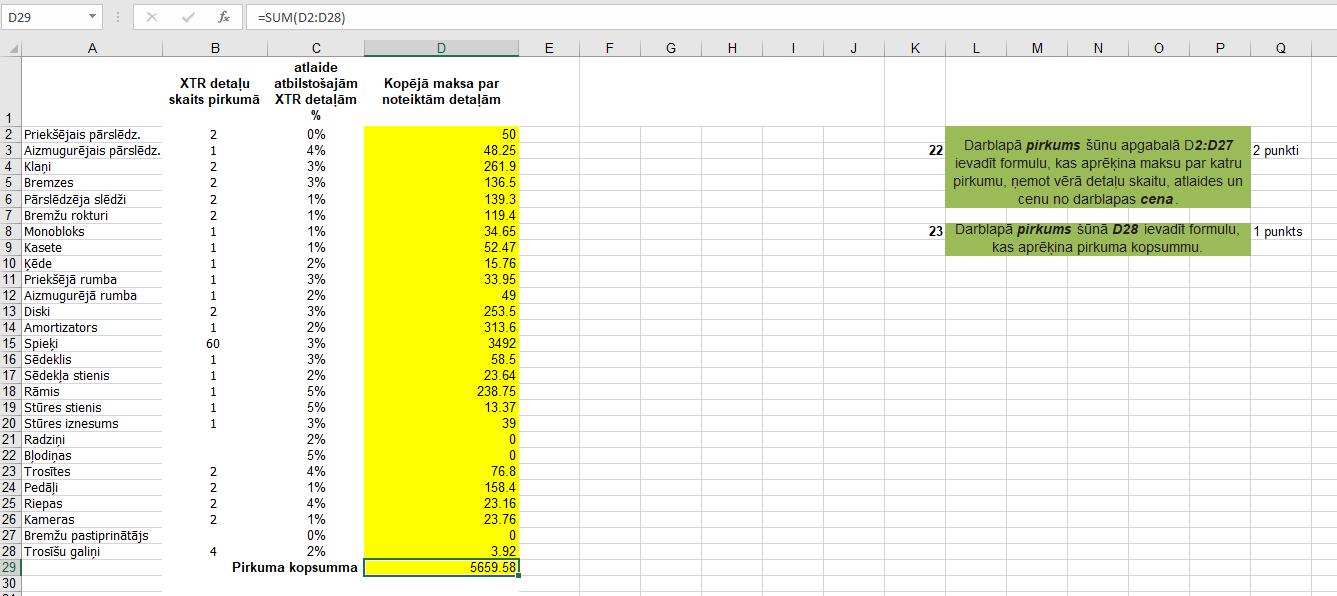 D29 fx =SUM(D2:D28)
A B C D E F G H I J K L M N O P Q
atlaide
XTR detaļu atbilstošajām Kopējā maksa par
skaits pirkumā XTR detaļām noteiktām detaļām
1 %
2 Priekšējais pārslēdz. 2 0% 50
3 Aizmugurējais pārslēdz. 1 4% 48.25
4 Klaņi 2 3% 261.9
5 Bremzes 2 3% 136.5
6 Pārslēdzēja slēdži 2 1% 139.3
7 Bremžu rokturi 2 1% 119.4
8 Monobloks 1 1% 34.65
9 Kasete 1 1% 52.47
10 Ķēde 1 2% 15.76
11 Priekšējā rumba 1 3% 33.95
12 Aizmugurējā rumba 1 2% 49
13 Diski 2 3% 253.5
14 Amortizators 1 2% 313.6
15 Spieķi 60 3% 3492
16 Sēdeklis 1 3% 58.5
17 Sēdekļa stienis 1 2% 23.64
18 Rāmis 1 5% 238.75
19 Stūres stienis 1 5% 13.37
20 Stūres iznesums 1 3% 39
21 Radziņi 2% 0
22 Bļodiņas 5% 0
23 Trosītes 2 4% 76.8
24 Pedāļi 2 1% 158.4
25 Riepas 2 4% 23.16
26 Kameras 2 1% 23.76
27 Bremžu pastiprinātājs 0% 0
28 Trosīšu galiņi 4 2% 3.92
29 Pirkuma kopsumma 5659.58
30
22 Darblapā pirkums šūnu apgabalā D2:D27 2 punkti
ievadīt formulu, kas aprēķina maksu par katru
pirkumu, ņemot vērā detaļu skaitu, atlaides un
cenu no darblapas cena.
23 Darblapā pirkums šūnā D28 ievadīt formulu, 1 punkts
kas aprēķina pirkuma kopsummu.